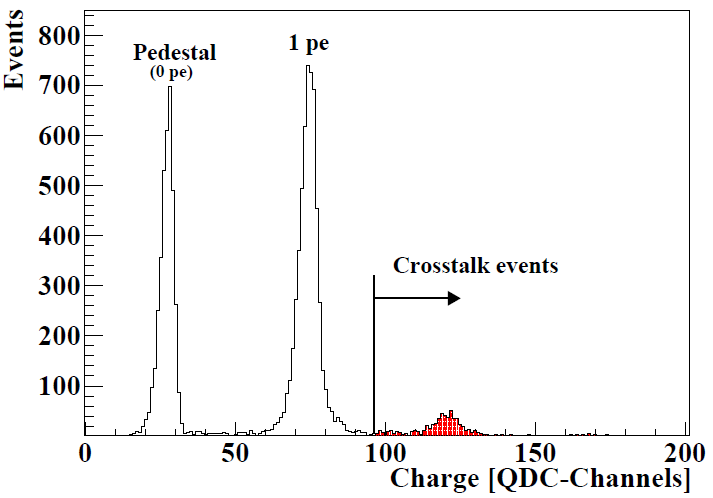 Events
800
700
600
500
400
300
200
100
Pedestal
(0 pe)
1 pe
Crosstalk events
0 50 100 150 200
Charge [QDC-Channels]